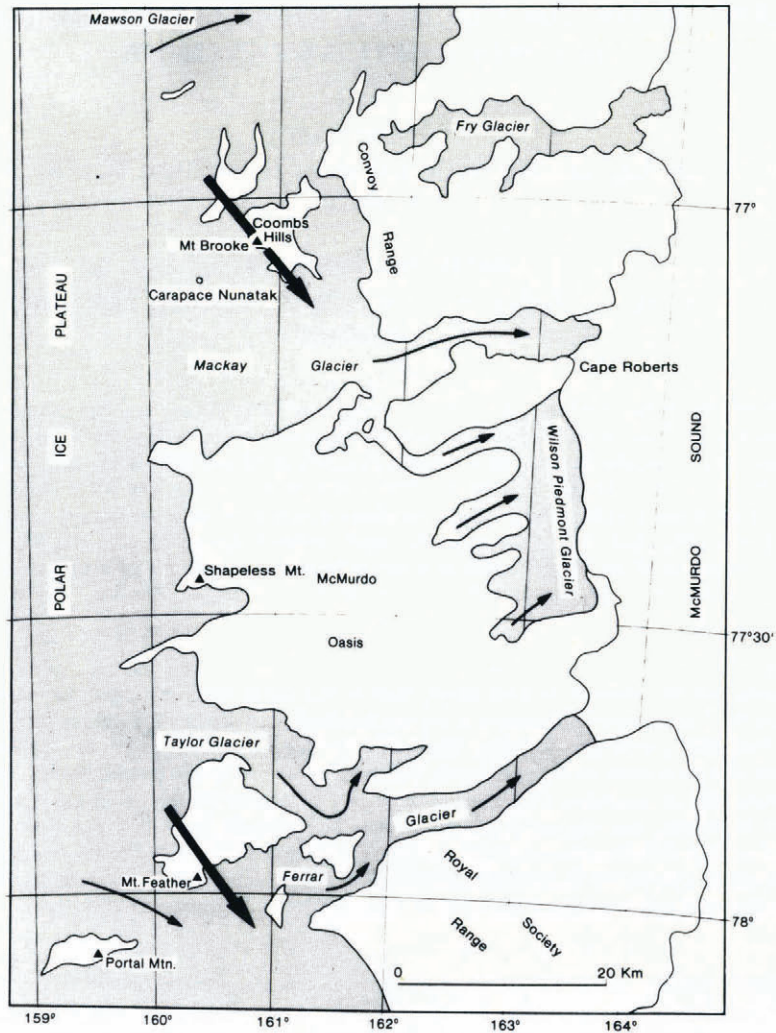 Mawson Glacier
Fry Glacier
Convoy
Range
77°
Coombs
Hills
Mt Brooke
Carapace Nunatak
PLATEAU
ICE
POLAR
Mackay Glacier
Cape Roberts
SOUND
McMURDO
Wilson Piedmont Glacier
Shapeless Mt.
McMurdo
Oasis
77°30'
Taylor Glacier
Glacier
Ferrar
Mt. Feather
Royal
Society
Range
78°
Portal Mtn.
0 20 Km
159° 160° 161° 162° 163° 164°